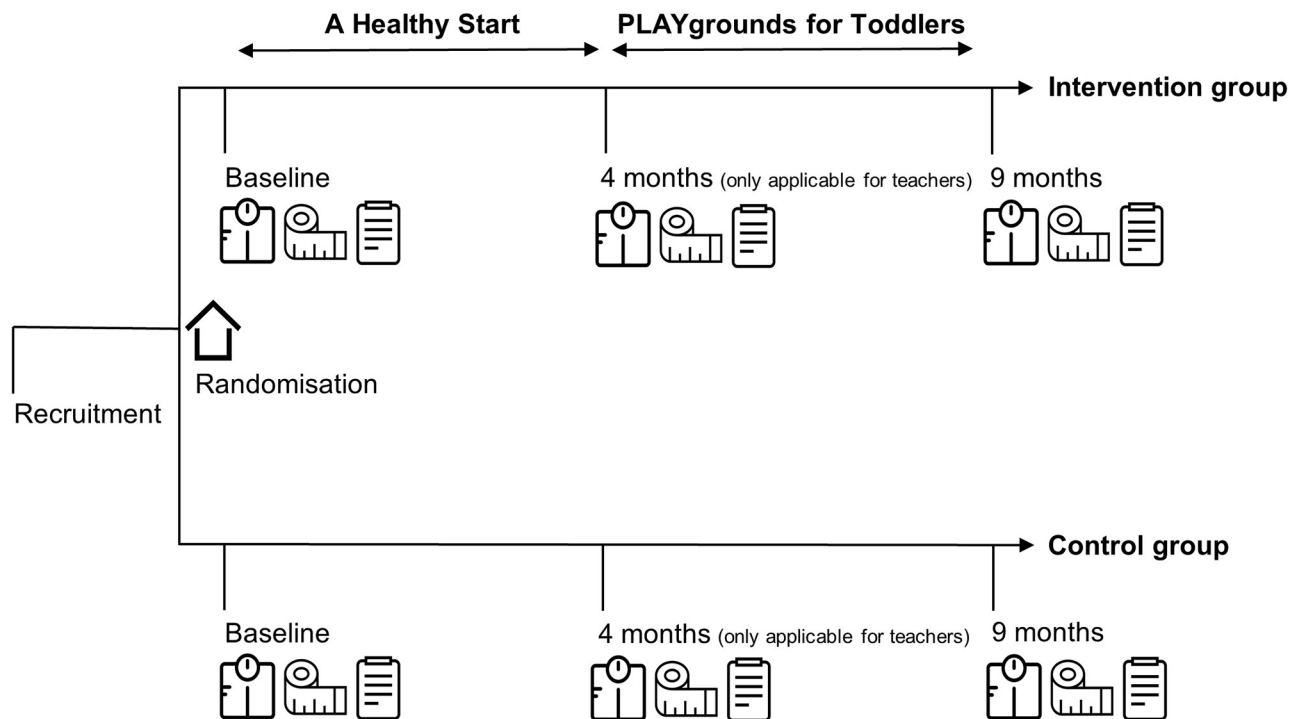 A Healthy Start
PLAYgrounds for Toddlers
Intervention group
Baseline
4 months (only applicable for teachers)
9 months
Randomisation
Recruitment
Control group
Baseline
4 months (only applicable for teachers)
9 months